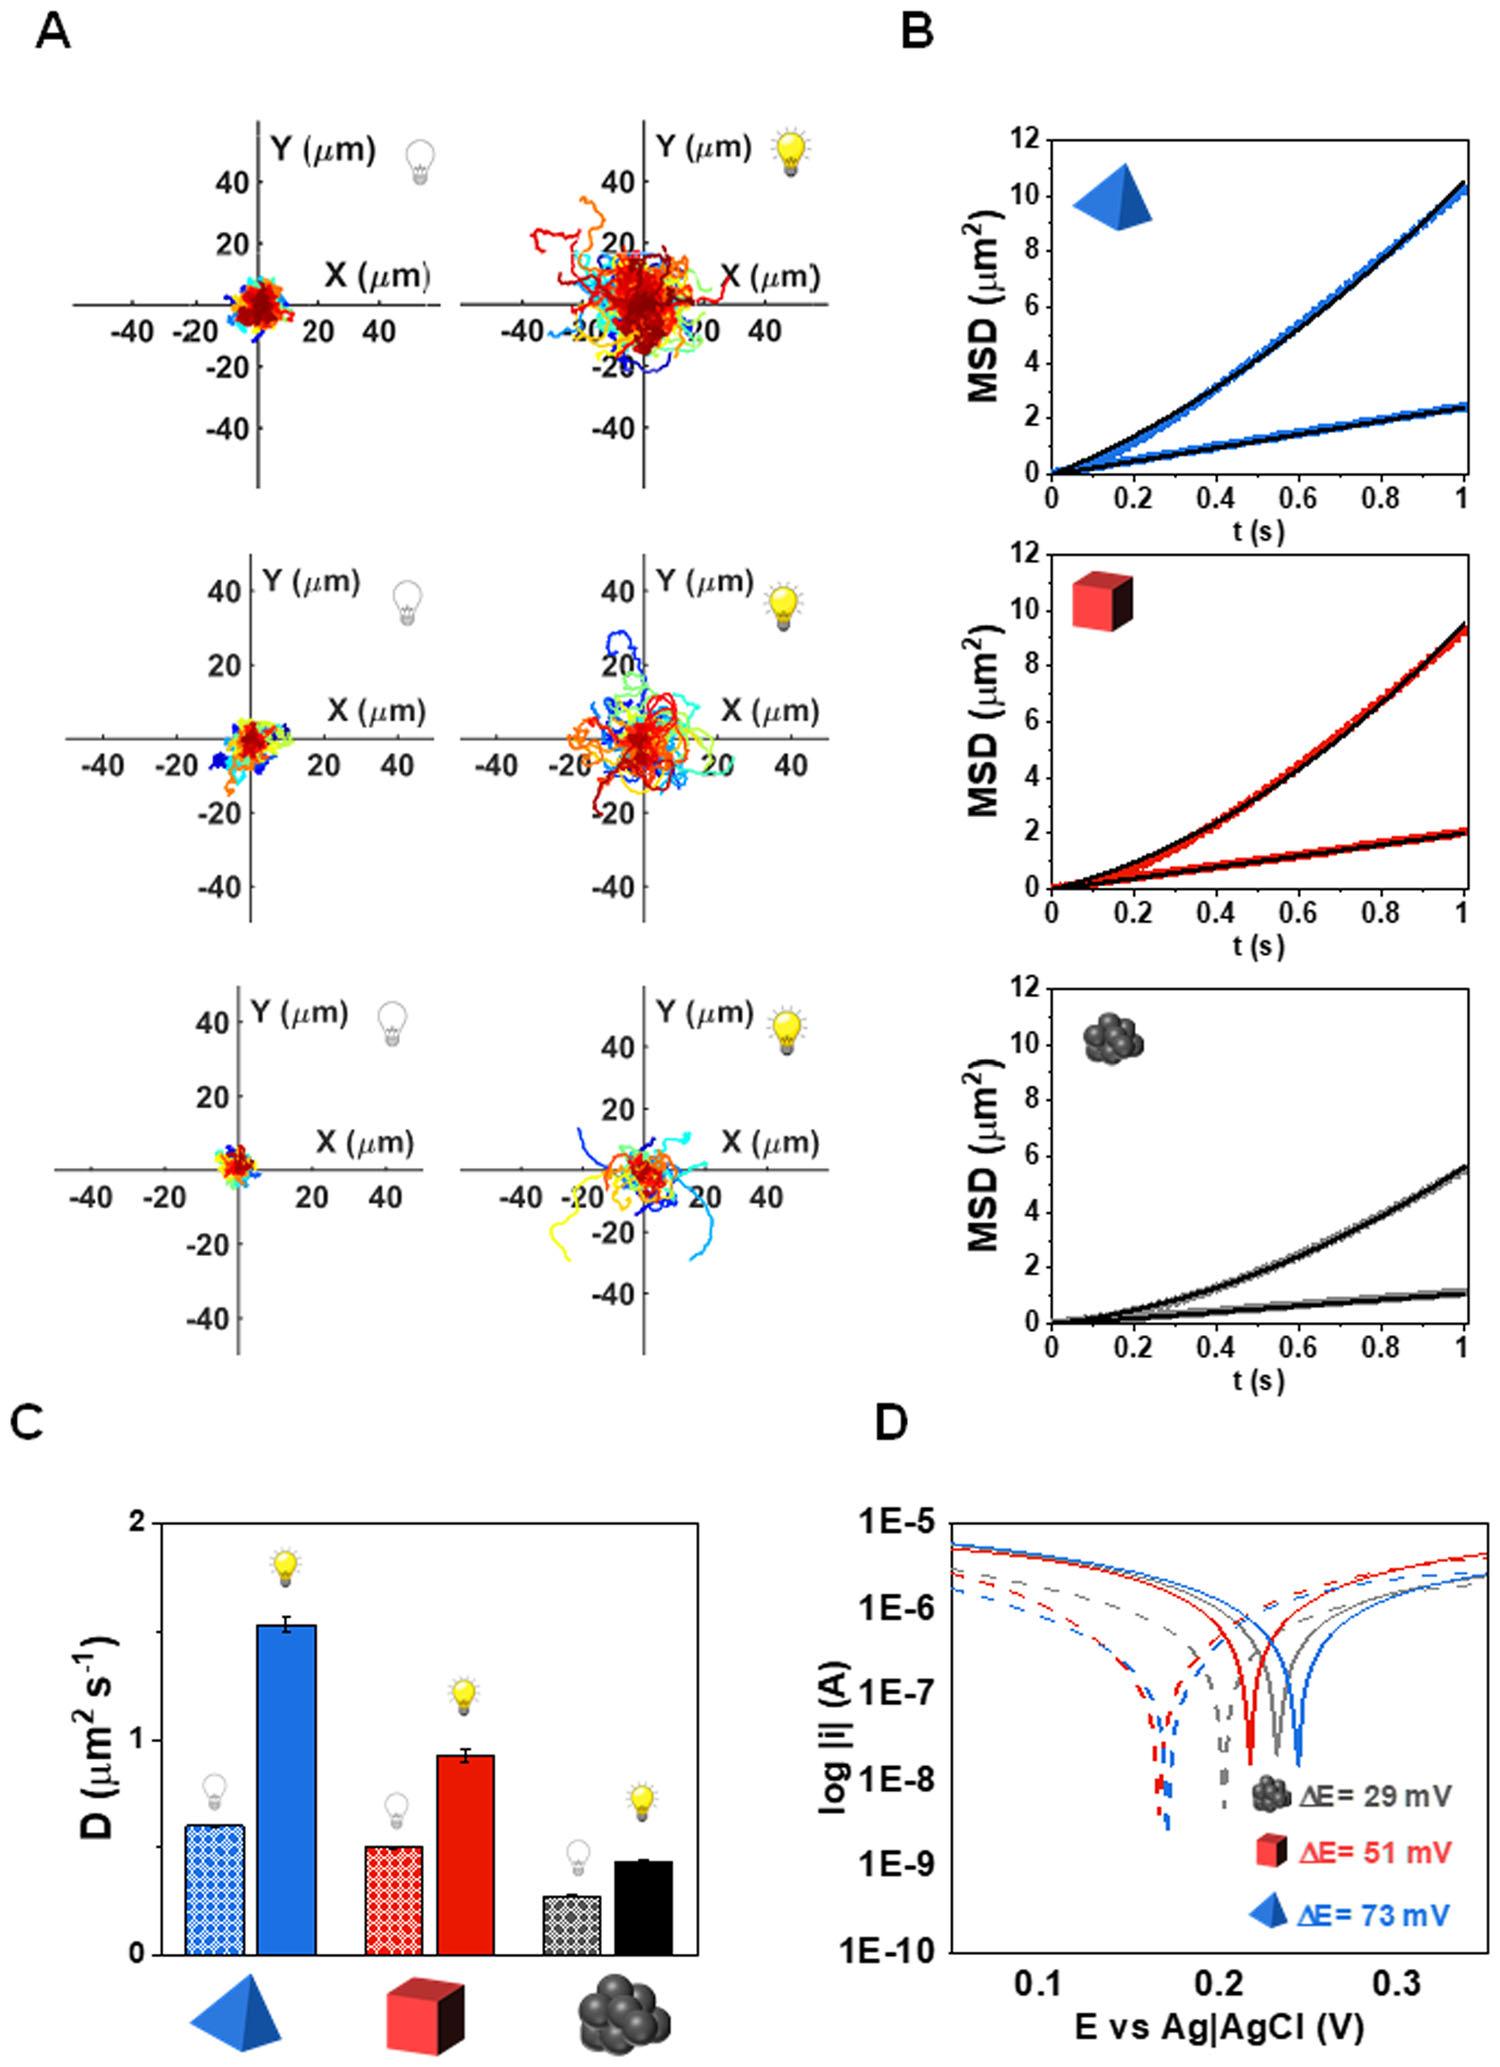 A
B
Y (μm)
40
20
X (μm)
-40 -20 20 40
-20
-40
Y (μm)
40
20
X (μm)
-40 -20 20 40
-20
-40
12
10
8
6
4
2
0
MSD (μm²)
0 0.2 0.4 0.6 0.8 1
t (s)
Y (μm)
40
20
X (μm)
-40 -20 20 40
-20
-40
Y (μm)
40
20
X (μm)
-40 -20 20 40
-20
-40
12
10
8
6
4
2
0
MSD (μm²)
0 0.2 0.4 0.6 0.8 1
t (s)
Y (μm)
40
20
X (μm)
-40 -20 20 40
-20
-40
Y (μm)
40
20
X (μm)
-40 -20 20 40
-20
-40
12
10
8
6
4
2
0
MSD (μm²)
0 0.2 0.4 0.6 0.8 1
t (s)
C
2
1
0
D (μm² s⁻¹)
D
1E-5
1E-6
1E-7
1E-8
1E-9
1E-10
log |i| (A)
ΔE= 29 mV
ΔE= 51 mV
ΔE= 73 mV
0.1 0.2 0.3
E vs Ag|AgCl (V)